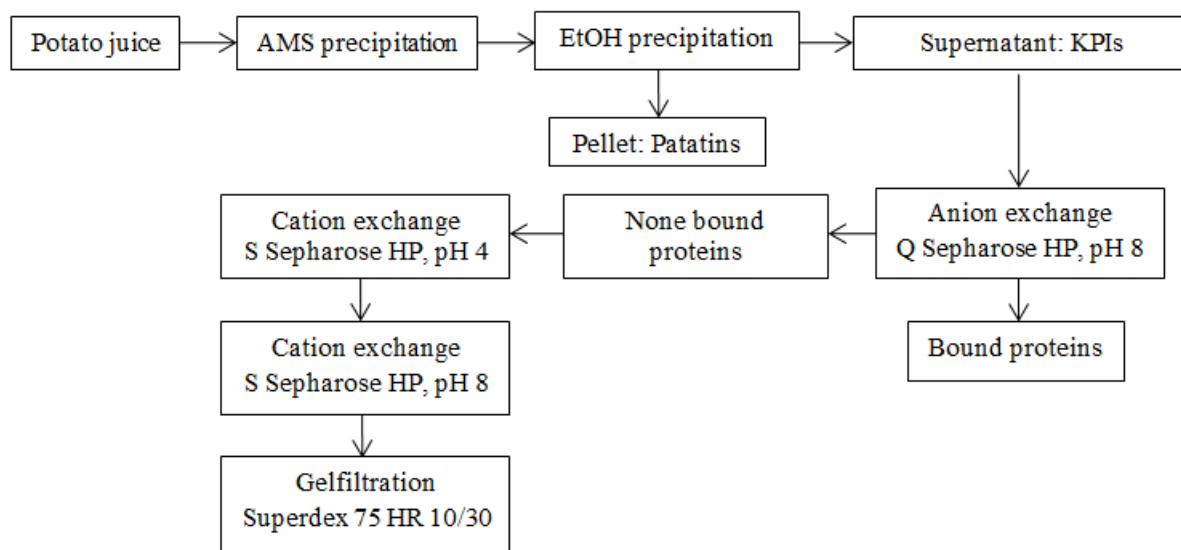 Potato juice
AMS precipitation
EtOH precipitation
Supernatant: KPIs
Pellet: Patatins
Anion exchange
Q Sepharose HP, pH 8
None bound
proteins
Cation exchange
S Sepharose HP, pH 4
Bound proteins
Cation exchange
S Sepharose HP, pH 8
Gelfiltration
Superdex 75 HR 10/30